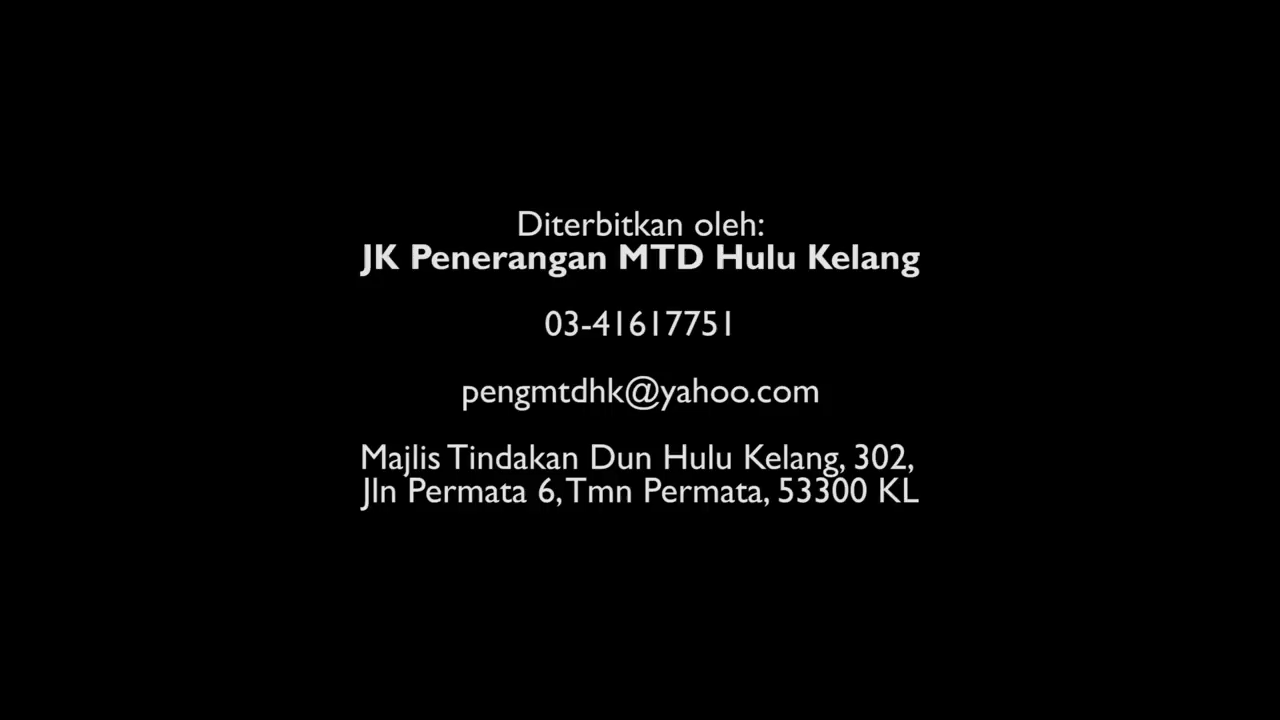 Diterbitkan oleh:
JK Penerangan MTD Hulu Kelang
03-41617751
pengmtdhk@yahoo.com
Majlis Tindakan Dun Hulu Kelang, 302,
Jln Permata 6, Tmn Permata, 53300 KL